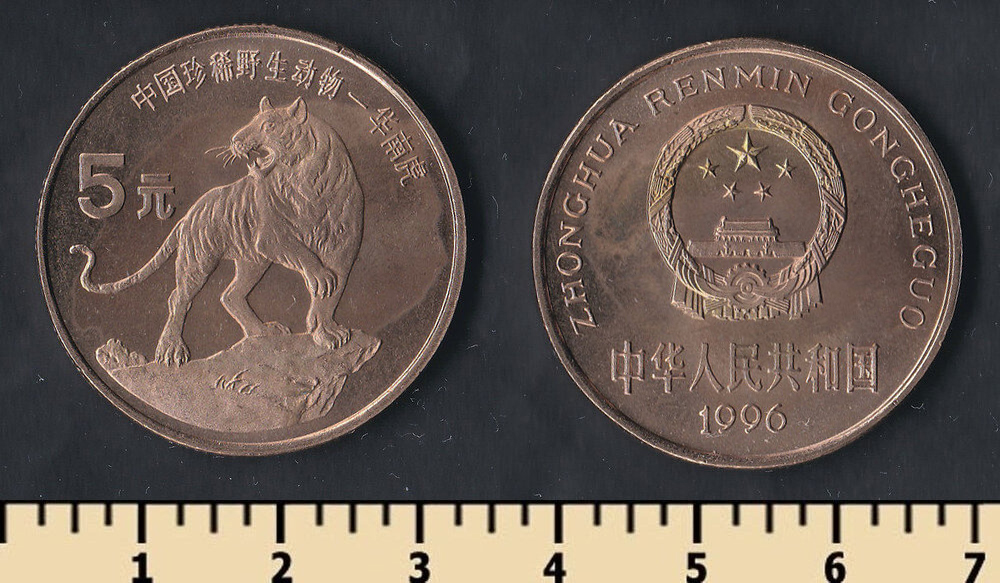 中国珍稀野生动物—华南虎
5元
ZHONGHUA RENMIN GONGHEGUO
中华人民共和国
1996
1 2 3 4 5 6 7